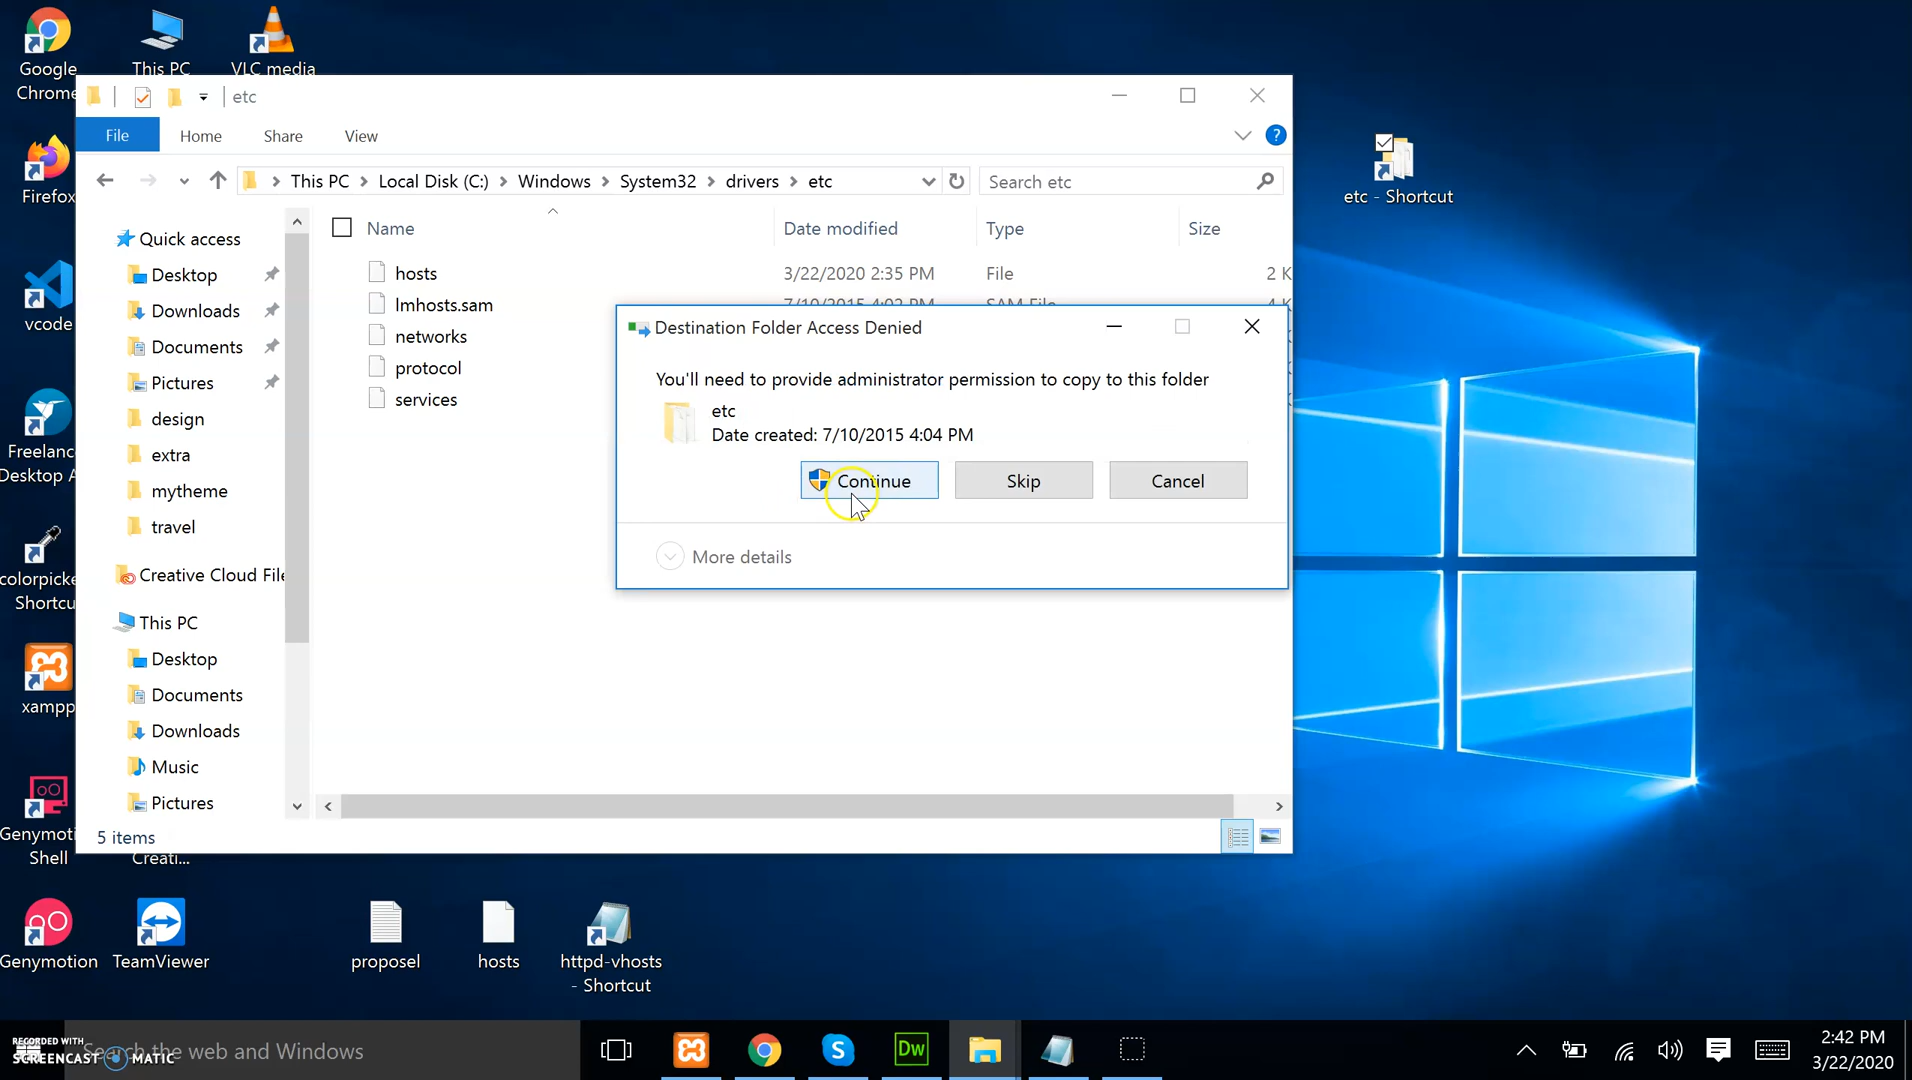 Google
Chrome
This PC
VLC media
etc
File
Home
Share
View
?
This PC
Local Disk (C:)
Windows
System32
drivers
etc
Search etc
etc - Shortcut
Firefox
Name
Date modified
Type
Size
Quick access
Desktop
Downloads
Documents
Pictures
design
extra
mytheme
travel
Creative Cloud File
This PC
Desktop
Documents
Downloads
Music
Pictures
hosts
3/22/2020 2:35 PM
File
2 K
lmhosts.sam
7/10/2015 4:02 PM
SAM File
4 K
networks
protocol
services
Destination Folder Access Denied
You'll need to provide administrator permission to copy to this folder
etc
Date created: 7/10/2015 4:04 PM
Continue
Skip
Cancel
More details
vcode
Freelance
Desktop A
colorpicke
Shortcu
xampp
Genymoti
Shell
Creati...
5 items
Genymotion
TeamViewer
proposel
hosts
httpd-vhosts
- Shortcut
RECORDED WITH
SCREENCAST MATIC
Search the web and Windows
Dw
2:42 PM
3/22/2020